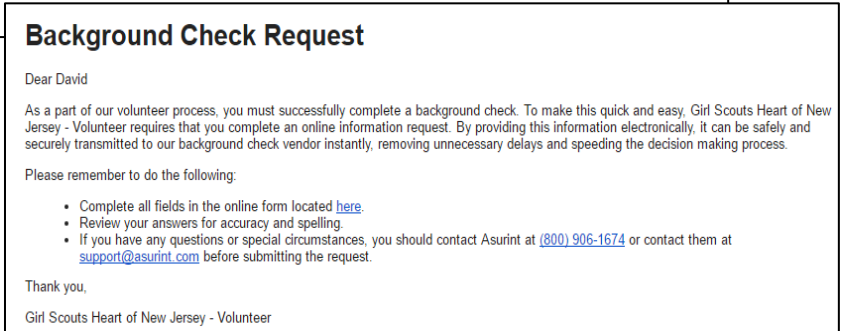 Background Check Request
Dear David
As a part of our volunteer process, you must successfully complete a background check. To make this quick and easy, Girl Scouts Heart of New
Jersey - Volunteer requires that you complete an online information request. By providing this information electronically, it can be safely and
securely transmitted to our background check vendor instantly, removing unnecessary delays and speeding the decision making process.
Please remember to do the following:
• Complete all fields in the online form located here.
• Review your answers for accuracy and spelling.
• If you have any questions or special circumstances, you should contact Asurint at (800) 906-1674 or contact them at
support@asurint.com before submitting the request.
Thank you,
Girl Scouts Heart of New Jersey - Volunteer